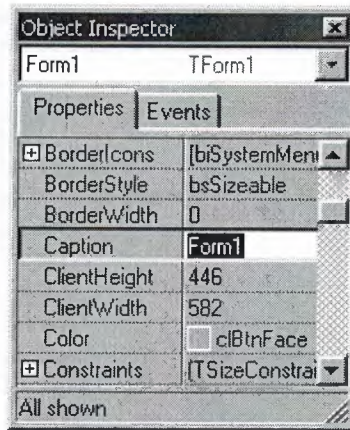 Object Inspector
Form1 TForm1
Properties Events
BorderIcons [biSystemMenu
BorderStyle bsSizeable
BorderWidth 0
Caption Form1
ClientHeight 446
ClientWidth 582
Color clBtnFace
Constraints (TSizeConstrai
All shown